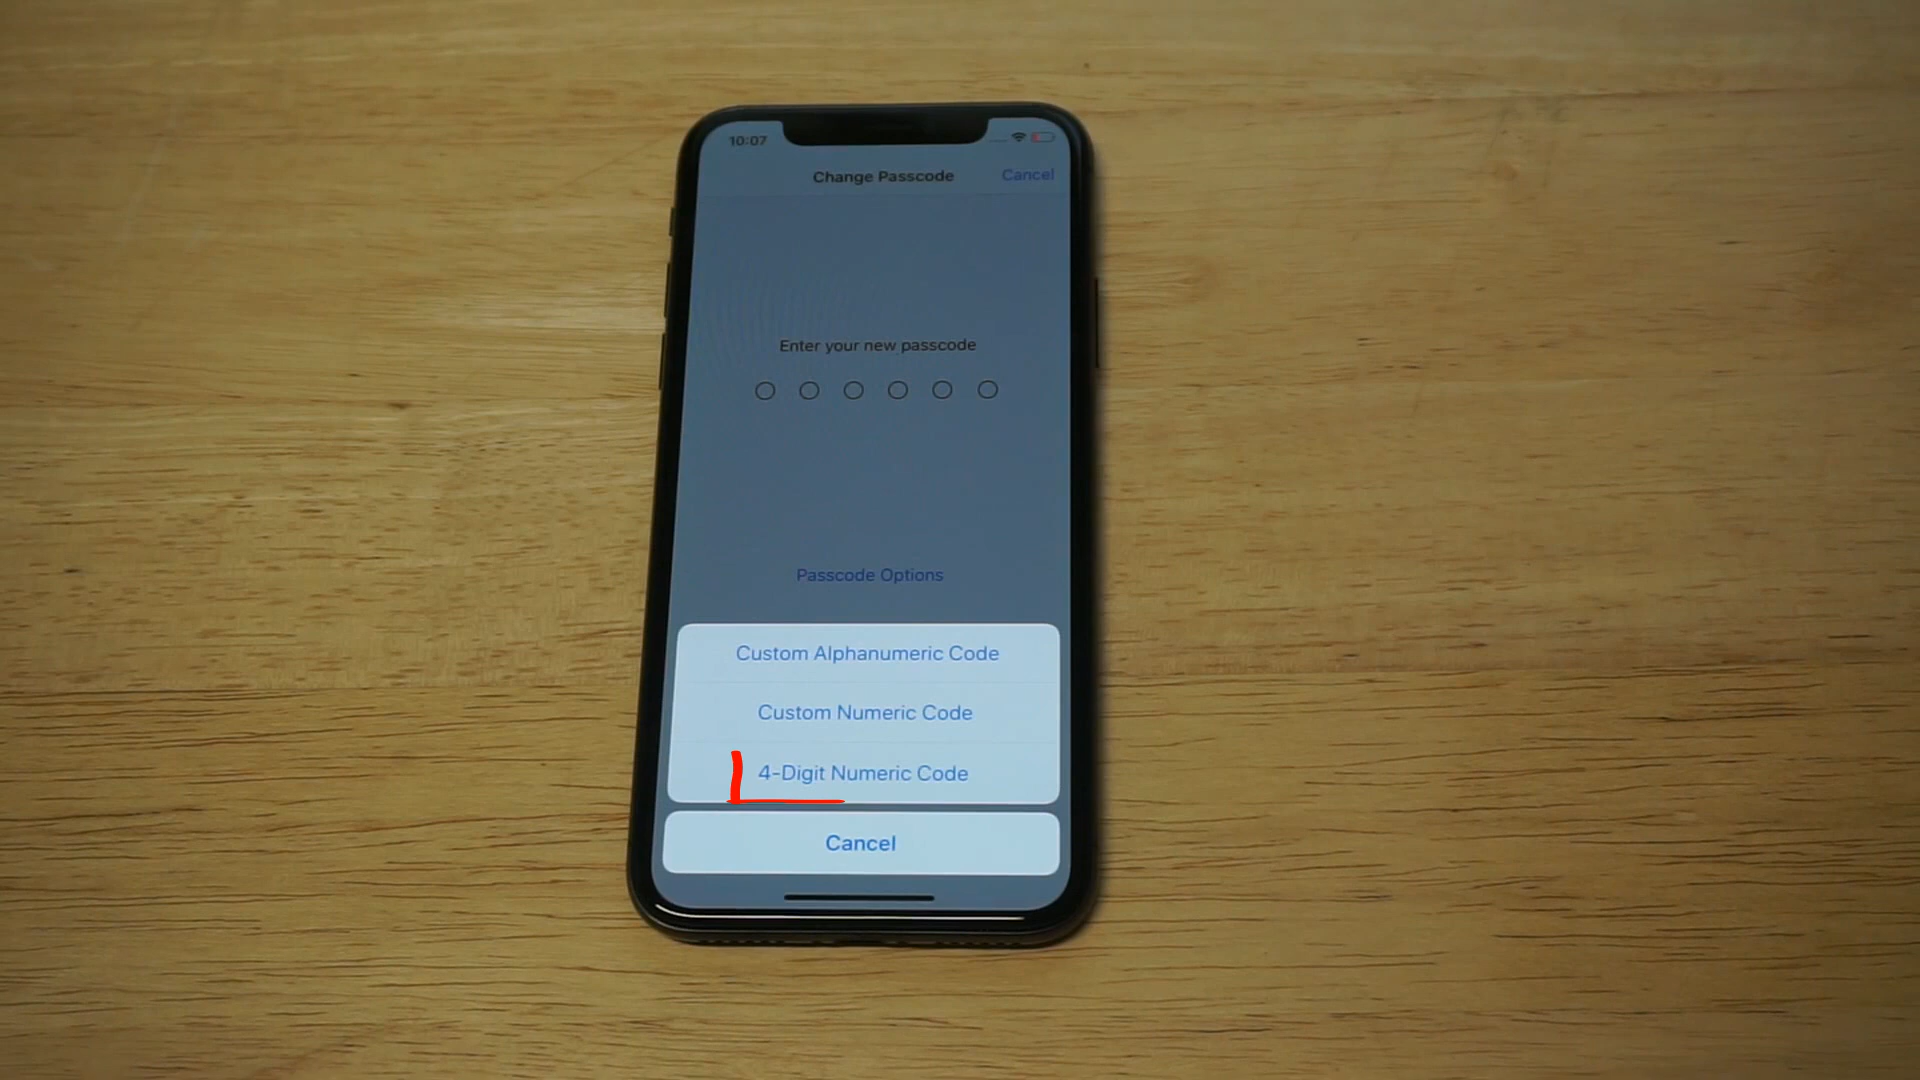 10:07
Change Passcode Cancel
Enter your new passcode
Passcode Options
Custom Alphanumeric Code
Custom Numeric Code
4-Digit Numeric Code
Cancel